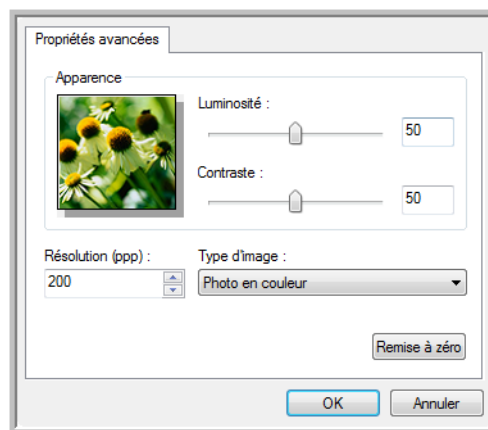 Propriétés avancées
Apparence
Luminosité :
50
Contraste :
50
Résolution (ppp) :
Type d'image :
200
Photo en couleur
Remise à zéro
OK
Annuler